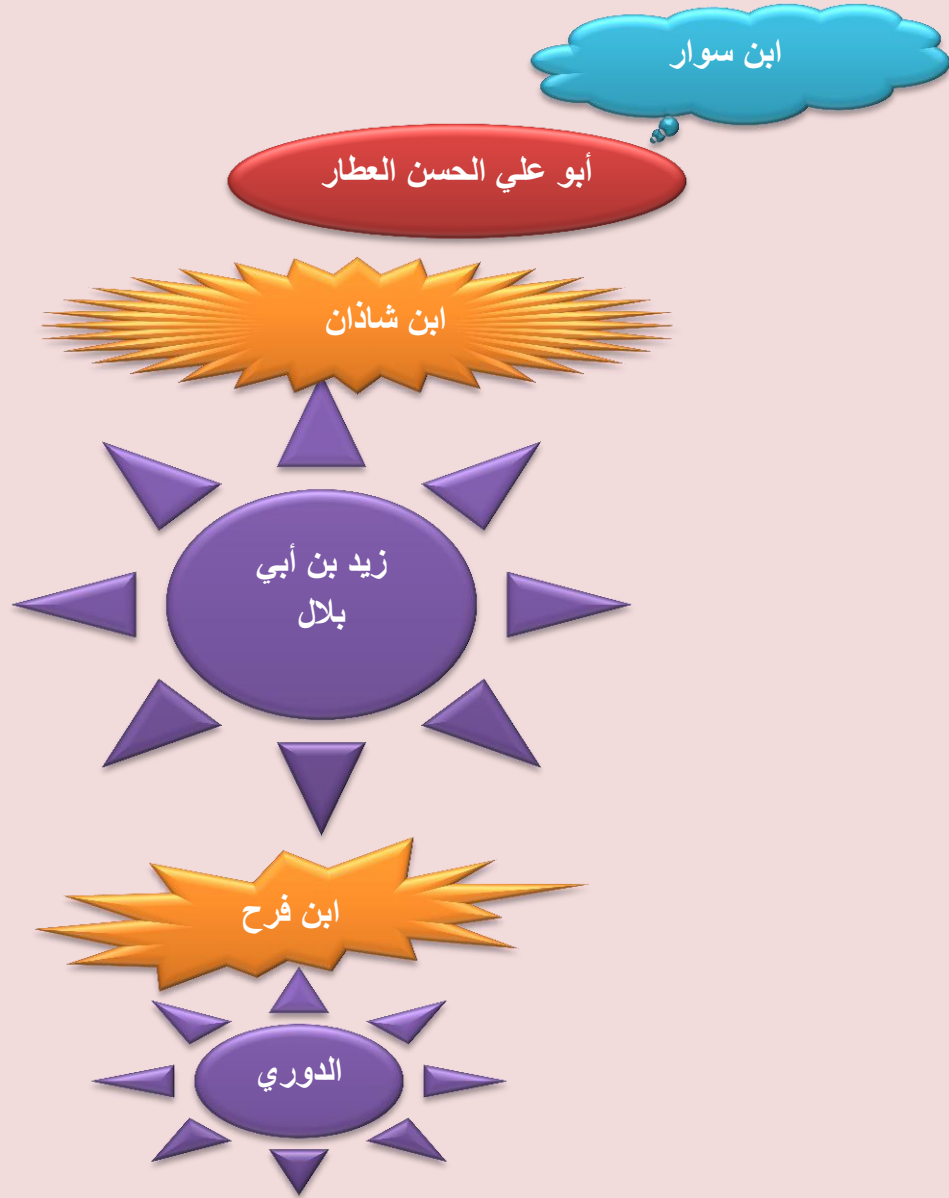 ابن سوار
أبو علي الحسن العطار
ابن شاذان
زيد بن أبي
بلال
ابن فرح
الدوري